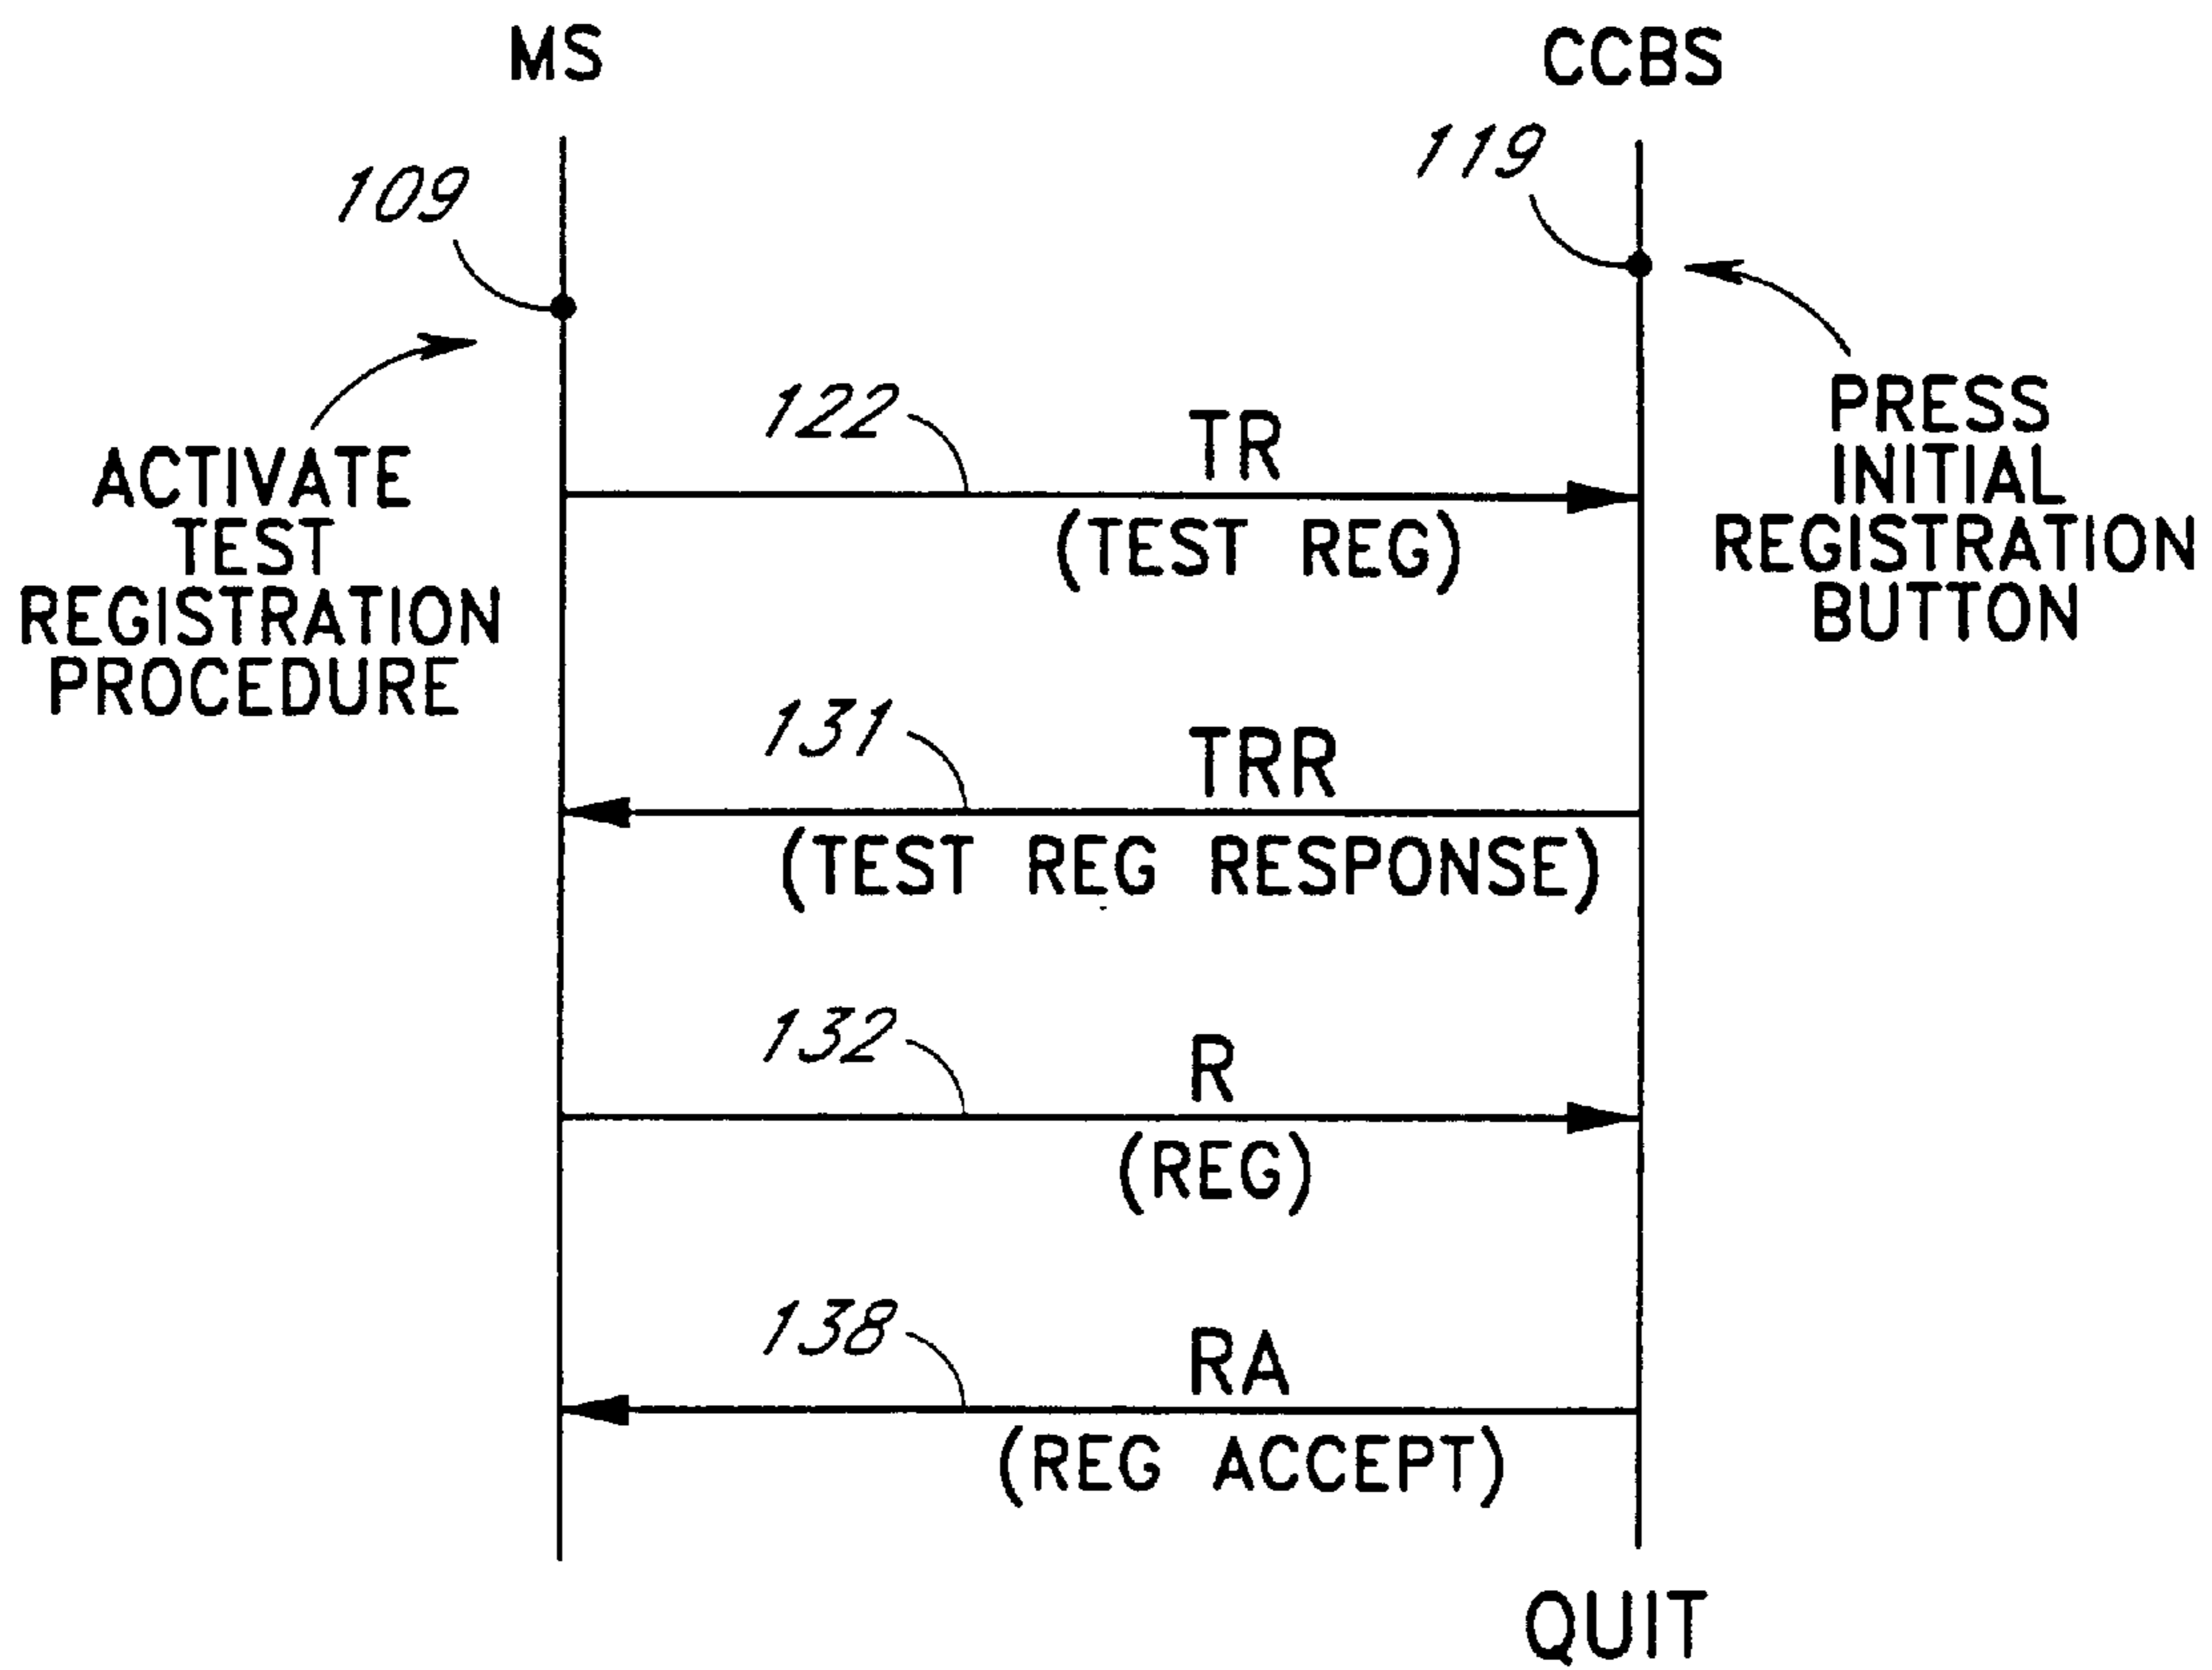 MS
CCBS
109
119
ACTIVATE
TEST
REGISTRATION
PROCEDURE
PRESS
INITIAL
REGISTRATION
BUTTON
122
TR
(TEST REG)
131
TRR
(TEST REG RESPONSE)
132
R
(REG)
138
RA
(REG ACCEPT)
QUIT